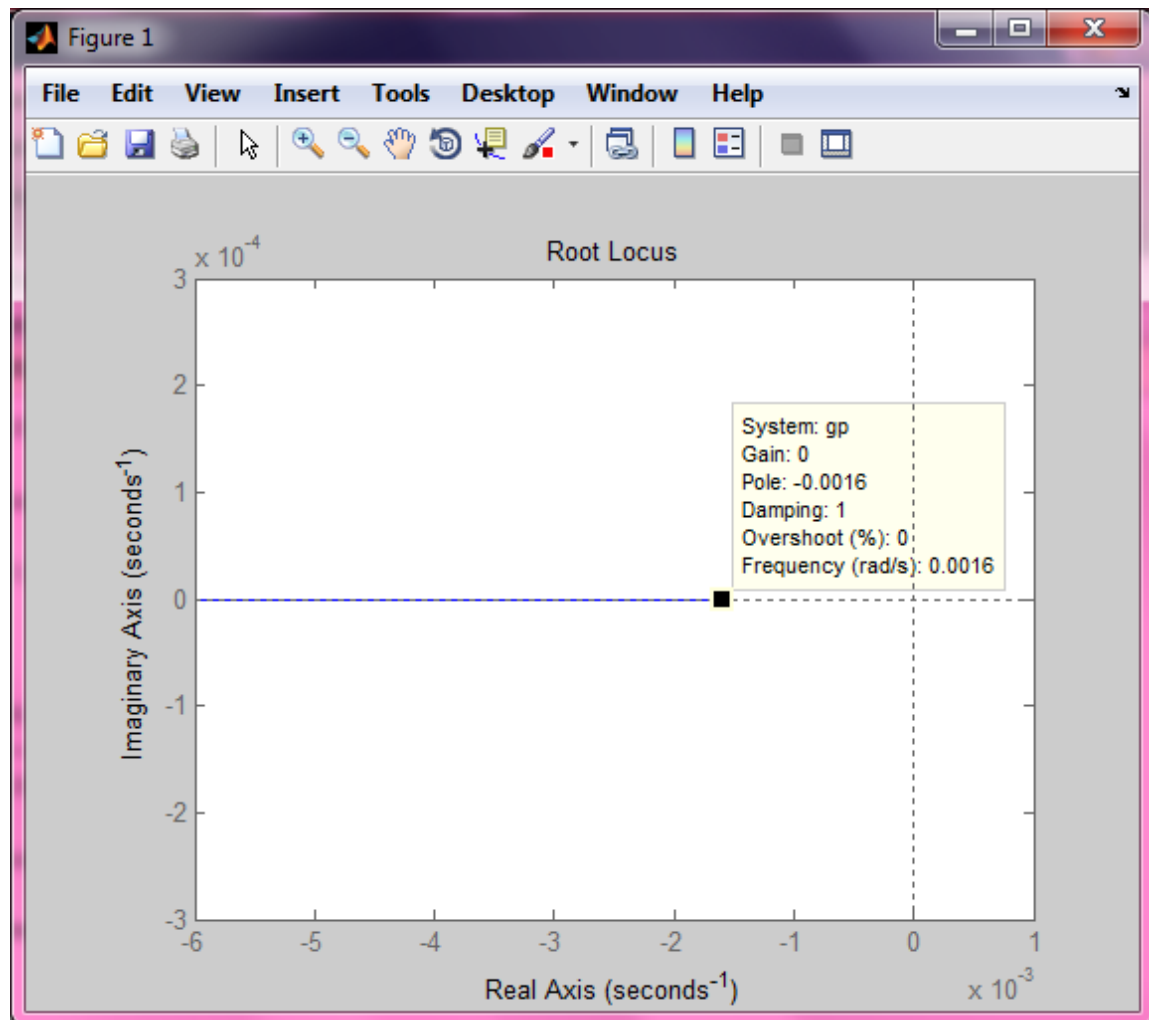 Figure 1
File Edit View Insert Tools Desktop Window Help
x 10^-4
Root Locus
3
2
1
0
-1
-2
-3
Imaginary Axis (seconds^-1)
System: gp
Gain: 0
Pole: -0.0016
Damping: 1
Overshoot (%): 0
Frequency (rad/s): 0.0016
-6 -5 -4 -3 -2 -1 0 1
Real Axis (seconds^-1)
x 10^-3